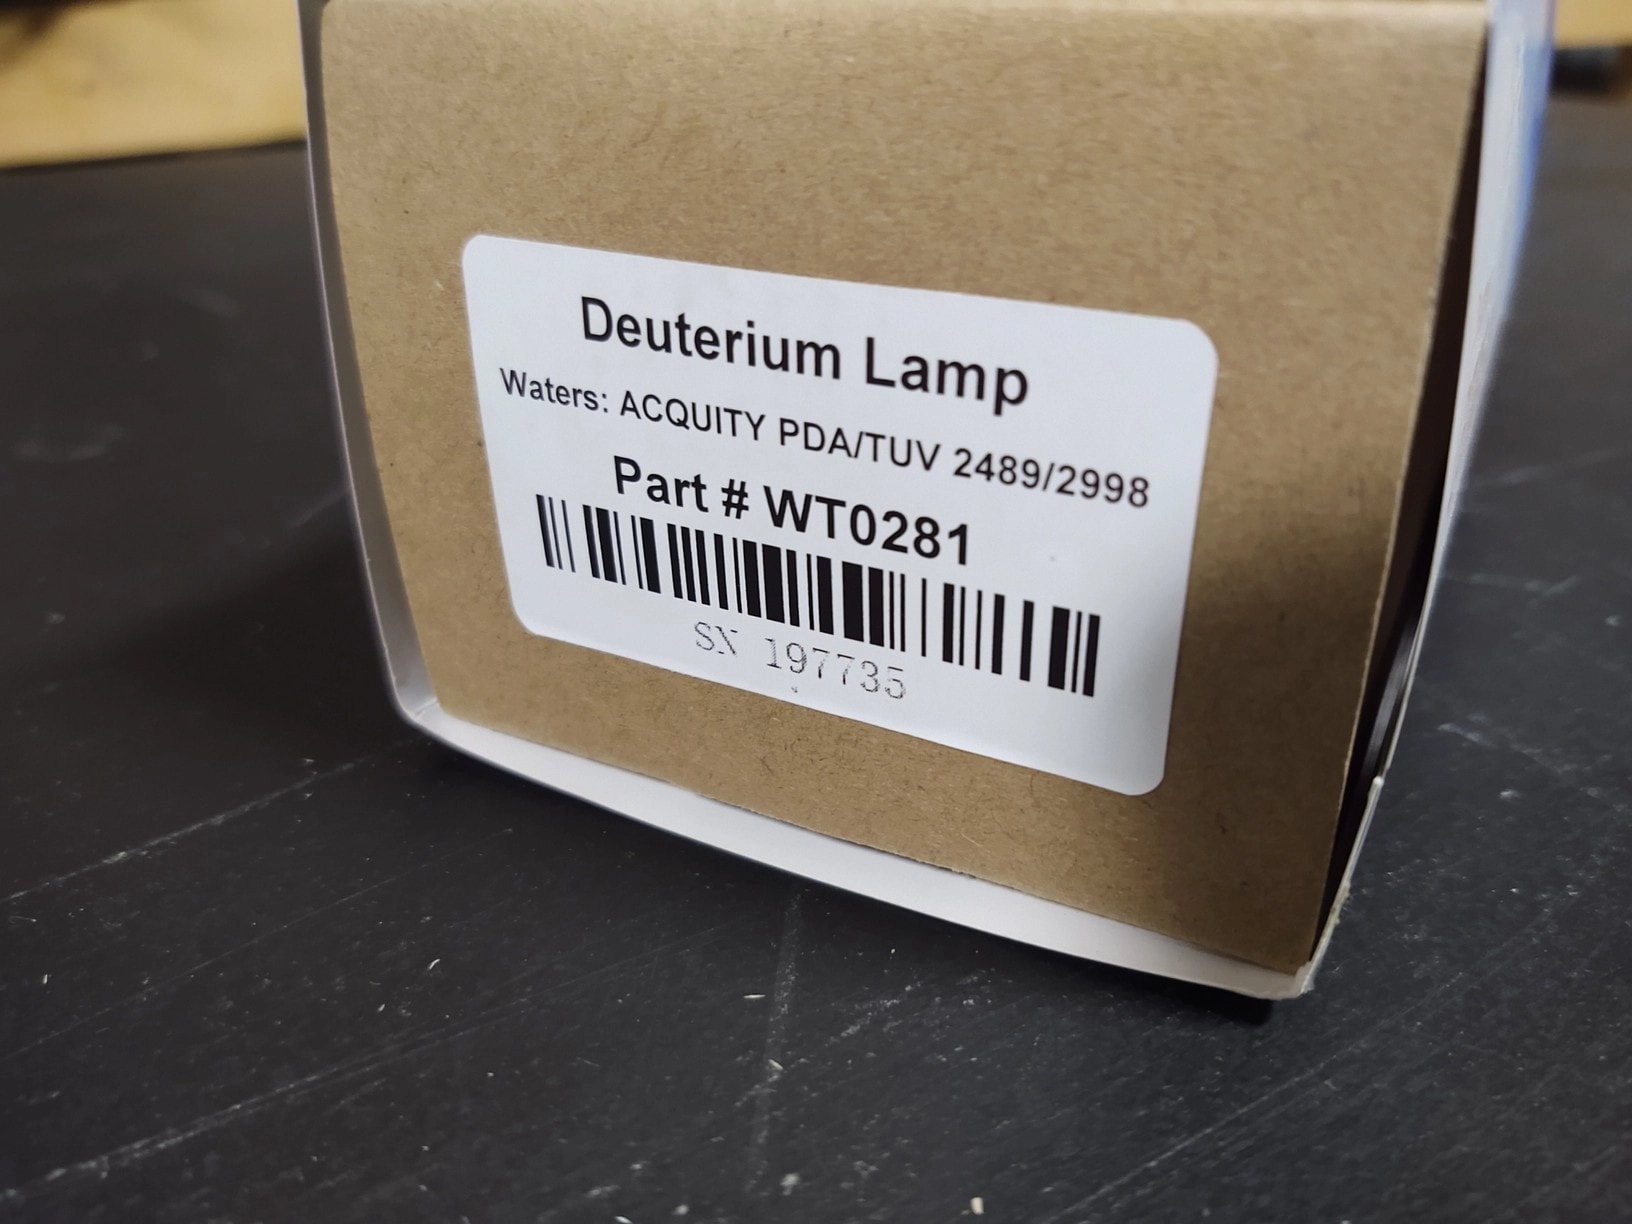 Deuterium Lamp
Waters: ACQUITY PDA/TUV 2489/2998
Part # WT0281
SN 197735